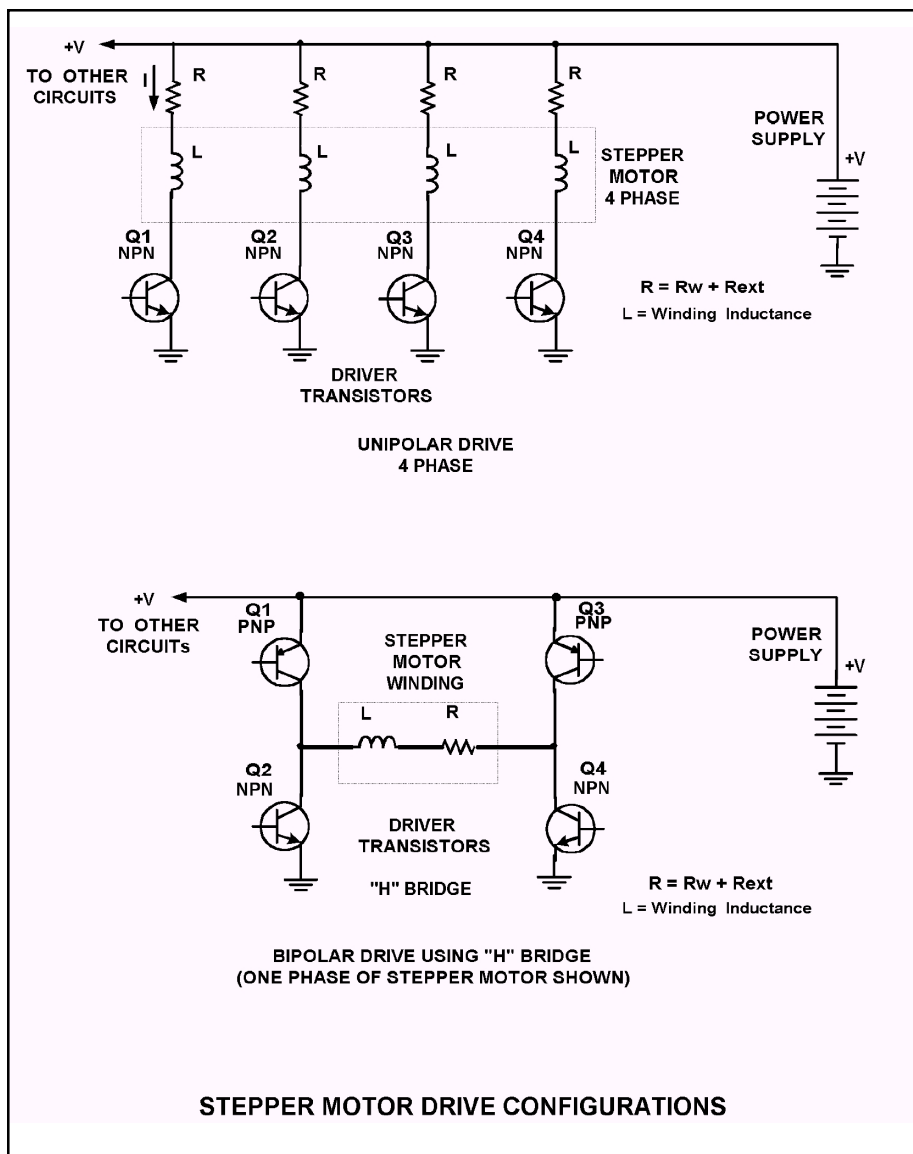 +V
TO OTHER
CIRCUITS
I
R
R
R
R
L
L
L
L
STEPPER
MOTOR
4 PHASE
POWER
SUPPLY
+V
Q1
NPN
Q2
NPN
Q3
NPN
Q4
NPN
R = Rw + Rext
L = Winding Inductance
DRIVER
TRANSISTORS
UNIPOLAR DRIVE
4 PHASE
+V
TO OTHER
CIRCUITs
Q1
PNP
Q3
PNP
STEPPER
MOTOR
WINDING
L
R
POWER
SUPPLY
+V
Q2
NPN
Q4
NPN
DRIVER
TRANSISTORS
"H" BRIDGE
R = Rw + Rext
L = Winding Inductance
BIPOLAR DRIVE USING "H" BRIDGE
(ONE PHASE OF STEPPER MOTOR SHOWN)
STEPPER MOTOR DRIVE CONFIGURATIONS